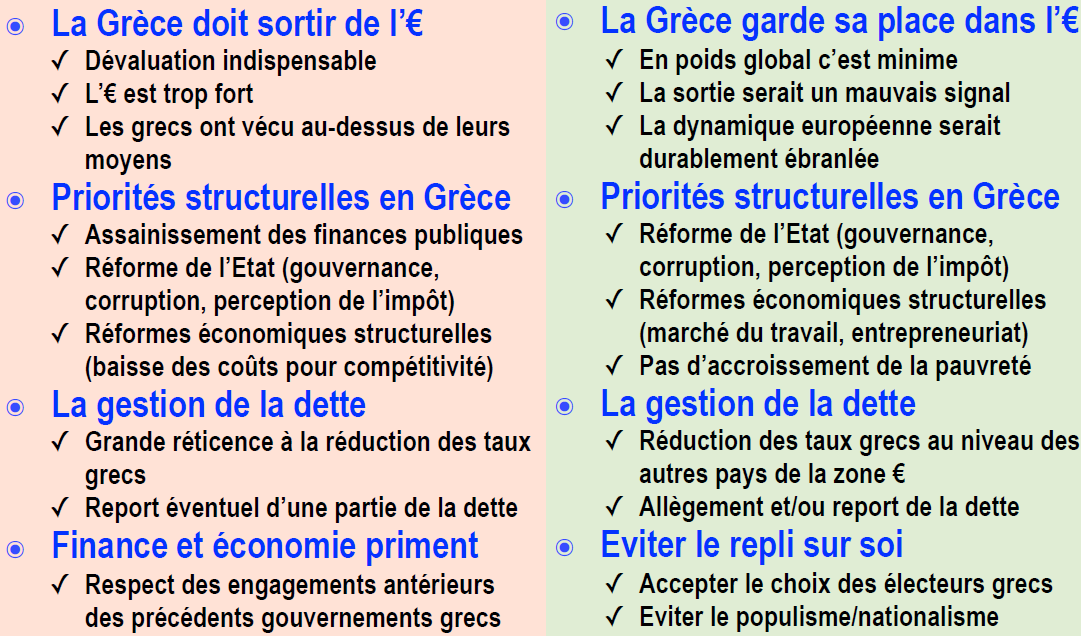 La Grèce doit sortir de l'€
✓ Dévaluation indispensable
✓ L'€ est trop fort
✓ Les grecs ont vécu au-dessus de leurs
moyens
Priorités structurelles en Grèce
✓ Assainissement des finances publiques
✓ Réforme de l'Etat (gouvernance,
corruption, perception de l'impôt)
✓ Réformes économiques structurelles
(baisse des coûts pour compétitivité)
La gestion de la dette
✓ Grande réticence à la réduction des taux
grecs
✓ Report éventuel d'une partie de la dette
Finance et économie priment
✓ Respect des engagements antérieurs
des précédents gouvernements grecs
La Grèce garde sa place dans l'€
✓ En poids global c'est minime
✓ La sortie serait un mauvais signal
✓ La dynamique européenne serait
durablement ébranlée
Priorités structurelles en Grèce
✓ Réforme de l'Etat (gouvernance,
corruption, perception de l'impôt)
✓ Réformes économiques structurelles
(marché du travail, entrepreneuriat)
✓ Pas d'accroissement de la pauvreté
La gestion de la dette
✓ Réduction des taux grecs au niveau des
autres pays de la zone €
✓ Allègement et/ou report de la dette
Eviter le repli sur soi
✓ Accepter le choix des électeurs grecs
✓ Eviter le populisme/nationalisme